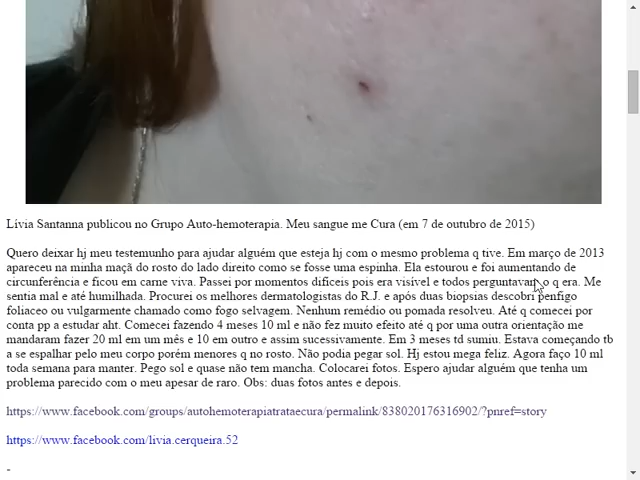 Lívia Santanna publicou no Grupo Auto-hemoterapia. Meu sangue me Cura (em 7 de outubro de 2015)
Quero deixar hj meu testemunho para ajudar alguém que esteja hj com o mesmo problema q tive. Em março de 2013
apareceu na minha maçã do rosto do lado direito como se fosse uma espinha. Ela estourou e foi aumentando de
circunferência e ficou em carne viva. Passei por momentos difíceis pois era visível e todos perguntavam o q era. Me
sentia mal e até humilhada. Procurei os melhores dermatologistas do R.J. e após duas biopsias descobri penfigo
foliaceo ou vulgarmente chamado como fogo selvagem. Nenhum remédio ou pomada resolveu. Até q comecei por
conta pp a estudar aht. Comecei fazendo 4 meses 10 ml e não fez muito efeito até q por uma outra orientação me
mandaram fazer 20 ml em um mês e 10 em outro e assim sucessivamente. Em 3 meses td sumiu. Estava começando tb
a se espalhar pelo meu corpo porém menores q no rosto. Não podia pegar sol. Hj estou mega feliz. Agora faço 10 ml
toda semana para manter. Pego sol e quase não tem mancha. Colocarei fotos. Espero ajudar alguém que tenha um
problema parecido com o meu apesar de raro. Obs: duas fotos antes e depois.
https://www.facebook.com/groups/autohemoterapiatrataecura/permalink/838020176316902/?pnref=story
https://www.facebook.com/livia.cerqueira.52
-